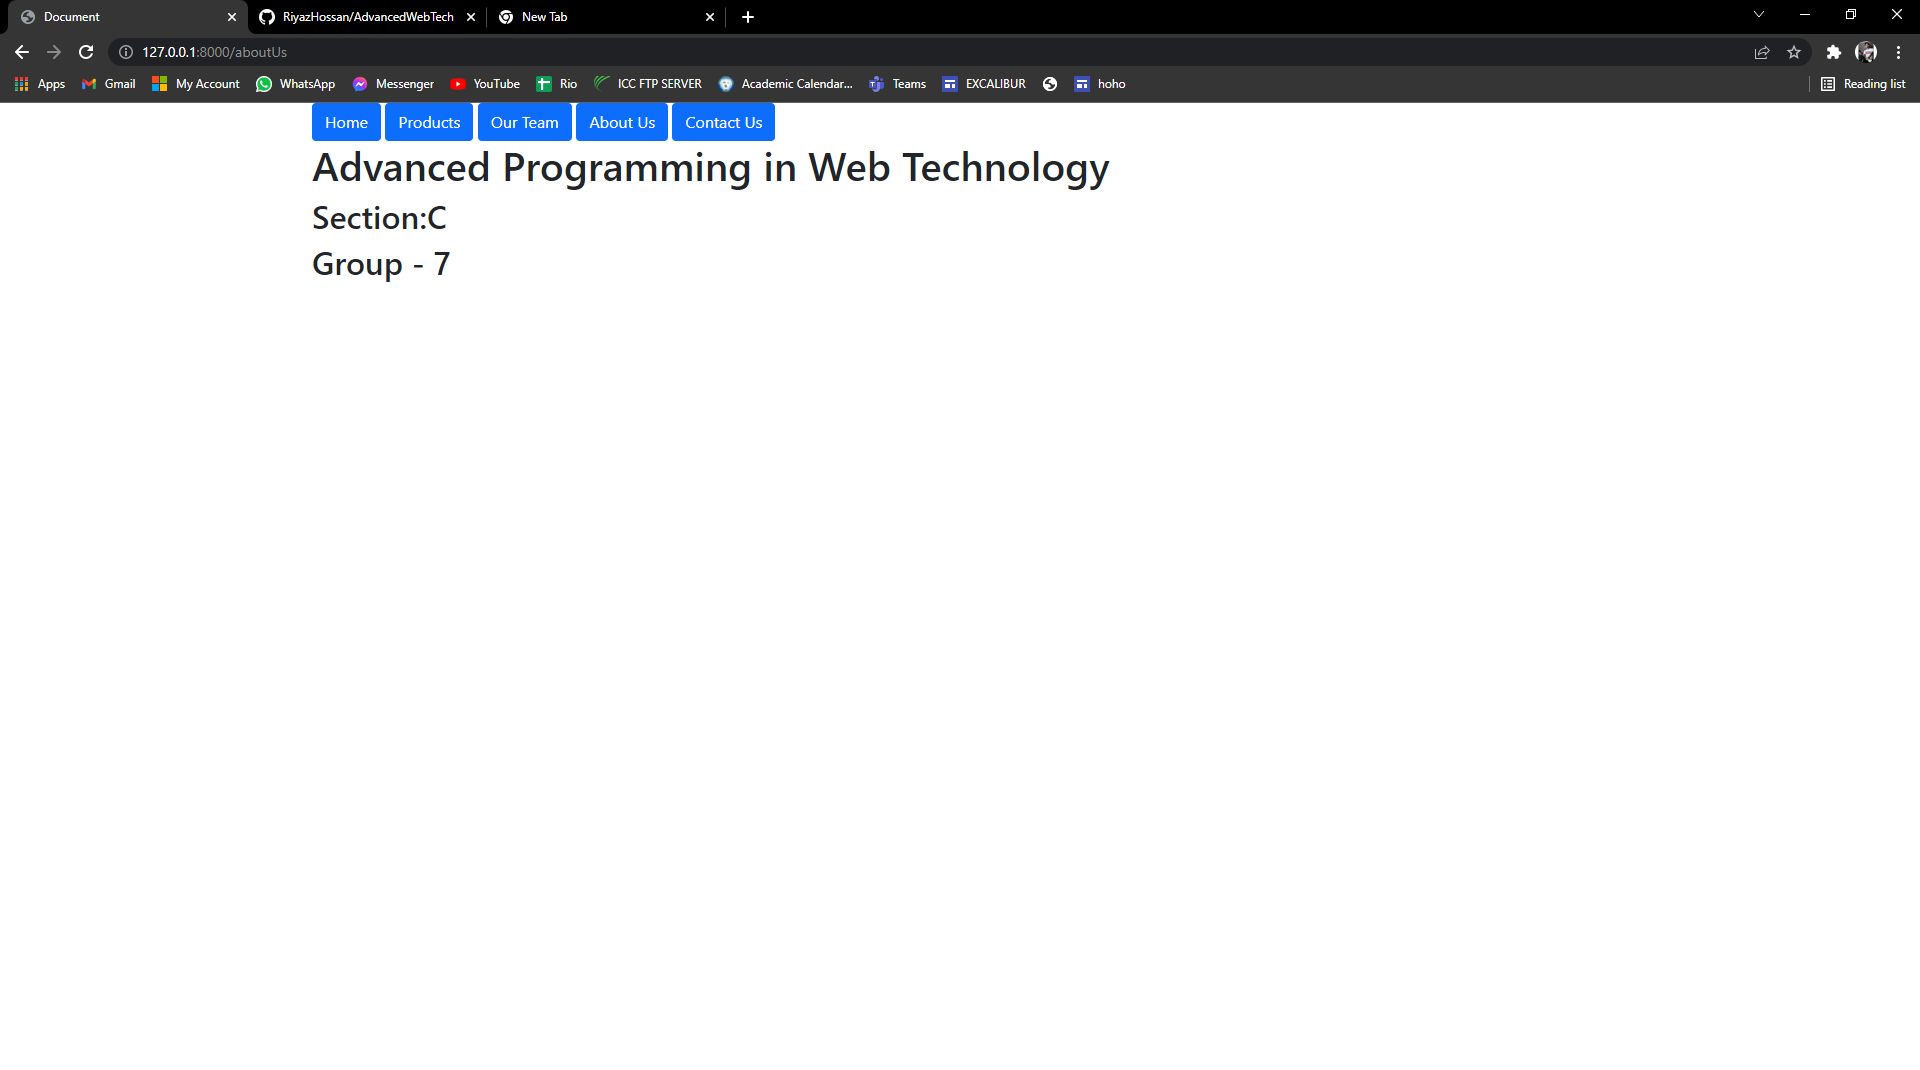 Document RiyazHossan/AdvancedWebTech New Tab
127.0.0.1:8000/aboutUs
Apps Gmail My Account WhatsApp Messenger YouTube Rio ICC FTP SERVER Academic Calendar... Teams EXCALIBUR hoho Reading list
Home Products Our Team About Us Contact Us
Advanced Programming in Web Technology
Section:C
Group - 7